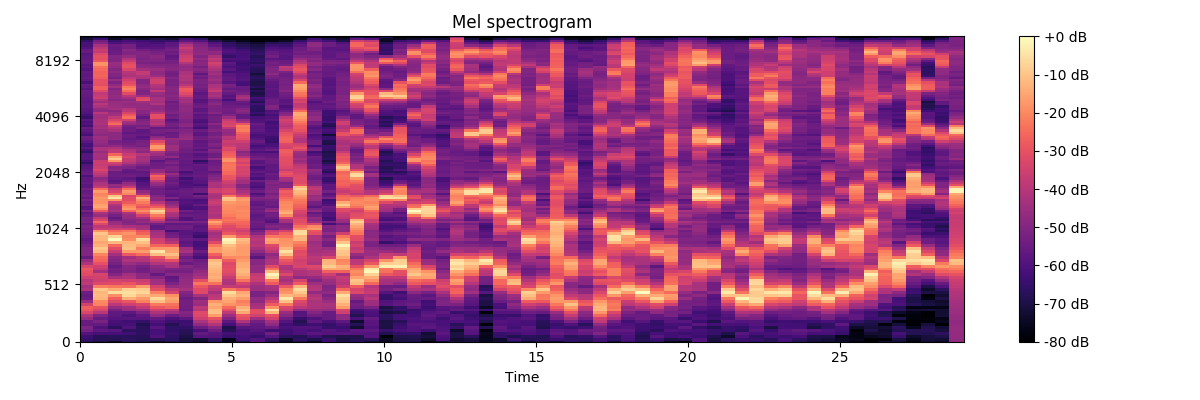 Mel spectrogram
Hz
8192
4096
2048
1024
512
0
0 5 10 15 20 25
Time
+0 dB
-10 dB
-20 dB
-30 dB
-40 dB
-50 dB
-60 dB
-70 dB
-80 dB